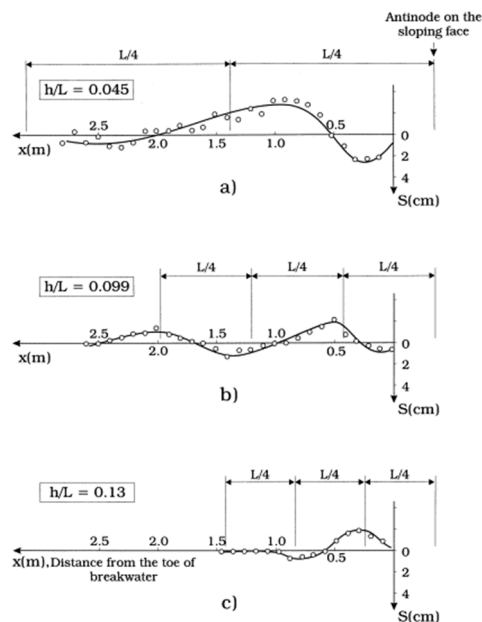 Antinode on the
sloping face
L/4
L/4
h/L = 0.045
2.5
0.5
0
x(m)
2.0
1.5
1.0
2
4
a)
S(cm)
L/4
L/4
L/4
h/L = 0.099
2.5
1.5
1.0
0
x(m)
2.0
0.5
2
4
b)
S(cm)
L/4
L/4
L/4
h/L = 0.13
2.5
2.0
1.5
1.0
0
x(m), Distance from the toe of
breakwater
0.5
2
4
c)
S(cm)